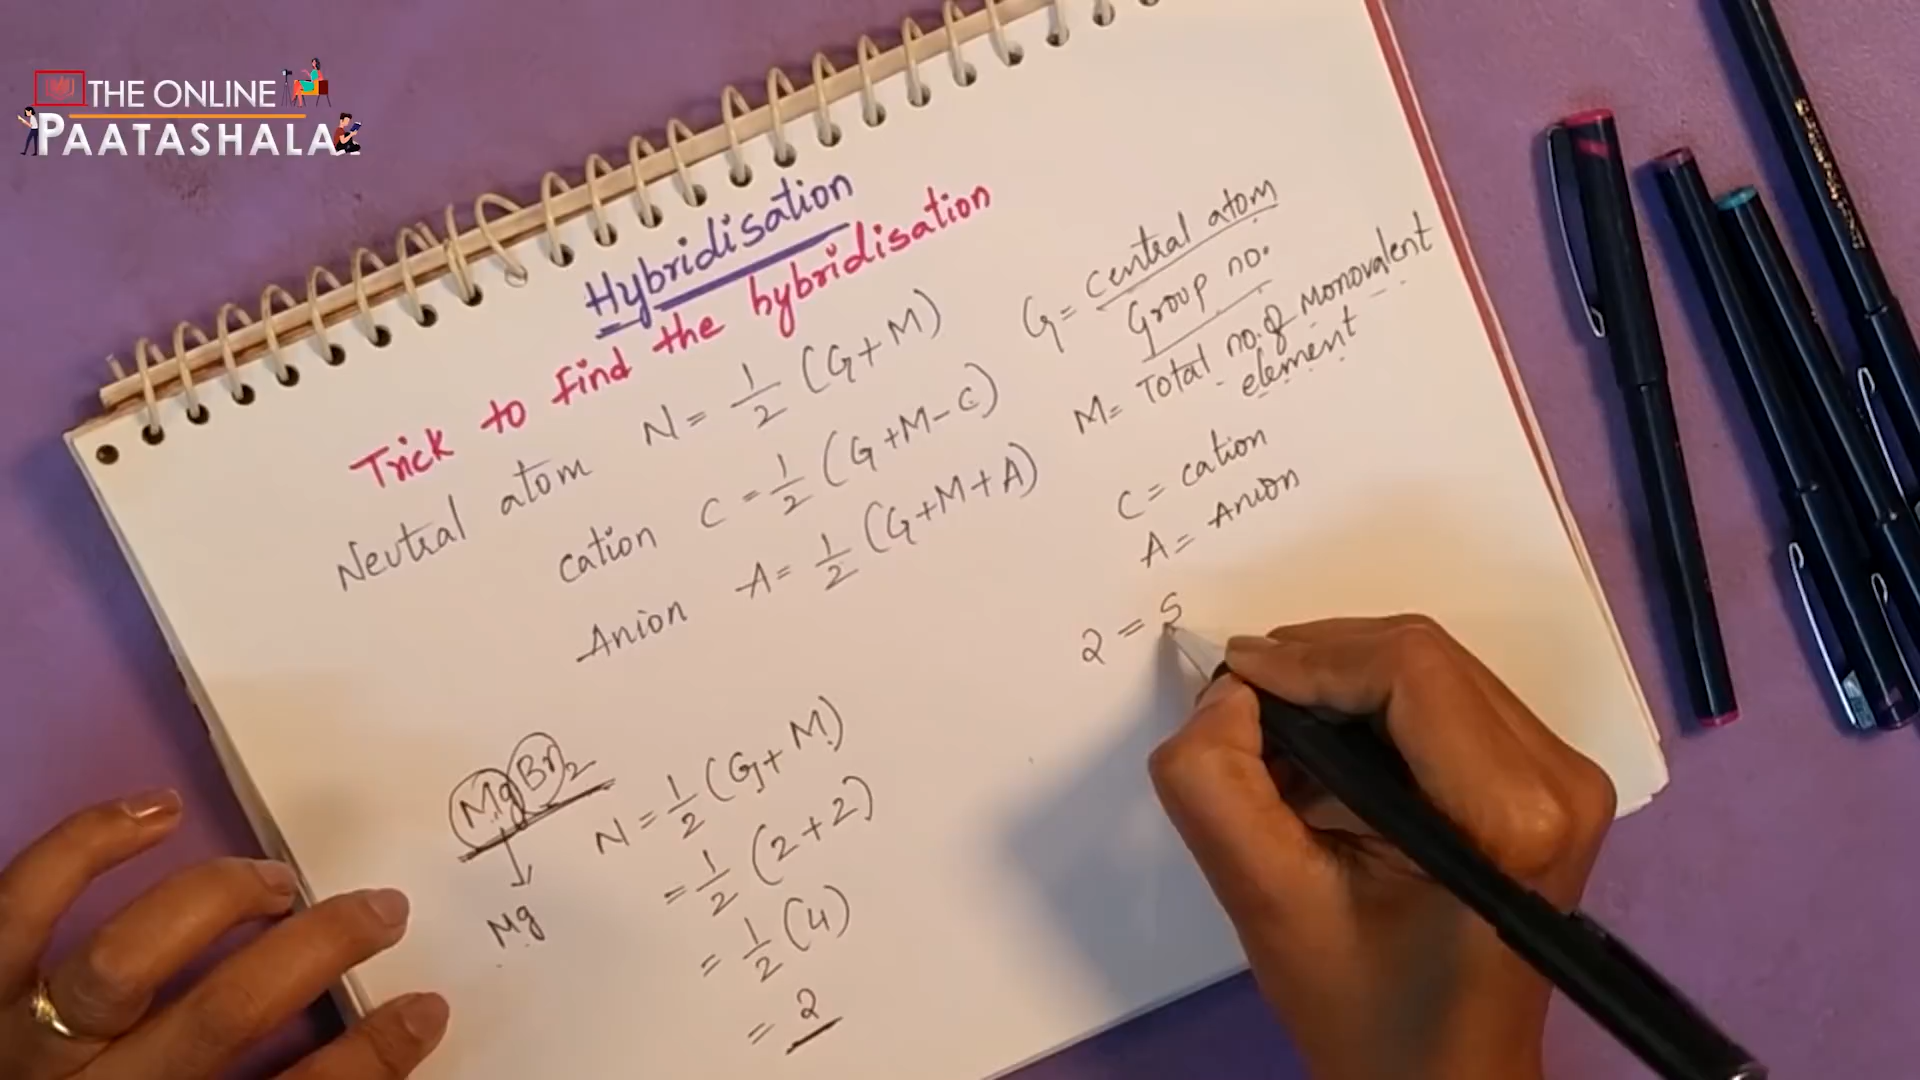 THE ONLINE
PAATASHALA
Hybridisation
Trick to find the hybridisation
Neutral atom N = 1/2 (G+M)
cation C = 1/2 (G+M-C)
Anion A = 1/2 (G+M+A)
G = central atom
Group no.
M = Total no. of Monovalent
element
C = cation
A = Anion
2 = S
MgBr2
Mg
N = 1/2 (G+M)
= 1/2 (2+2)
= 1/2 (4)
= 2